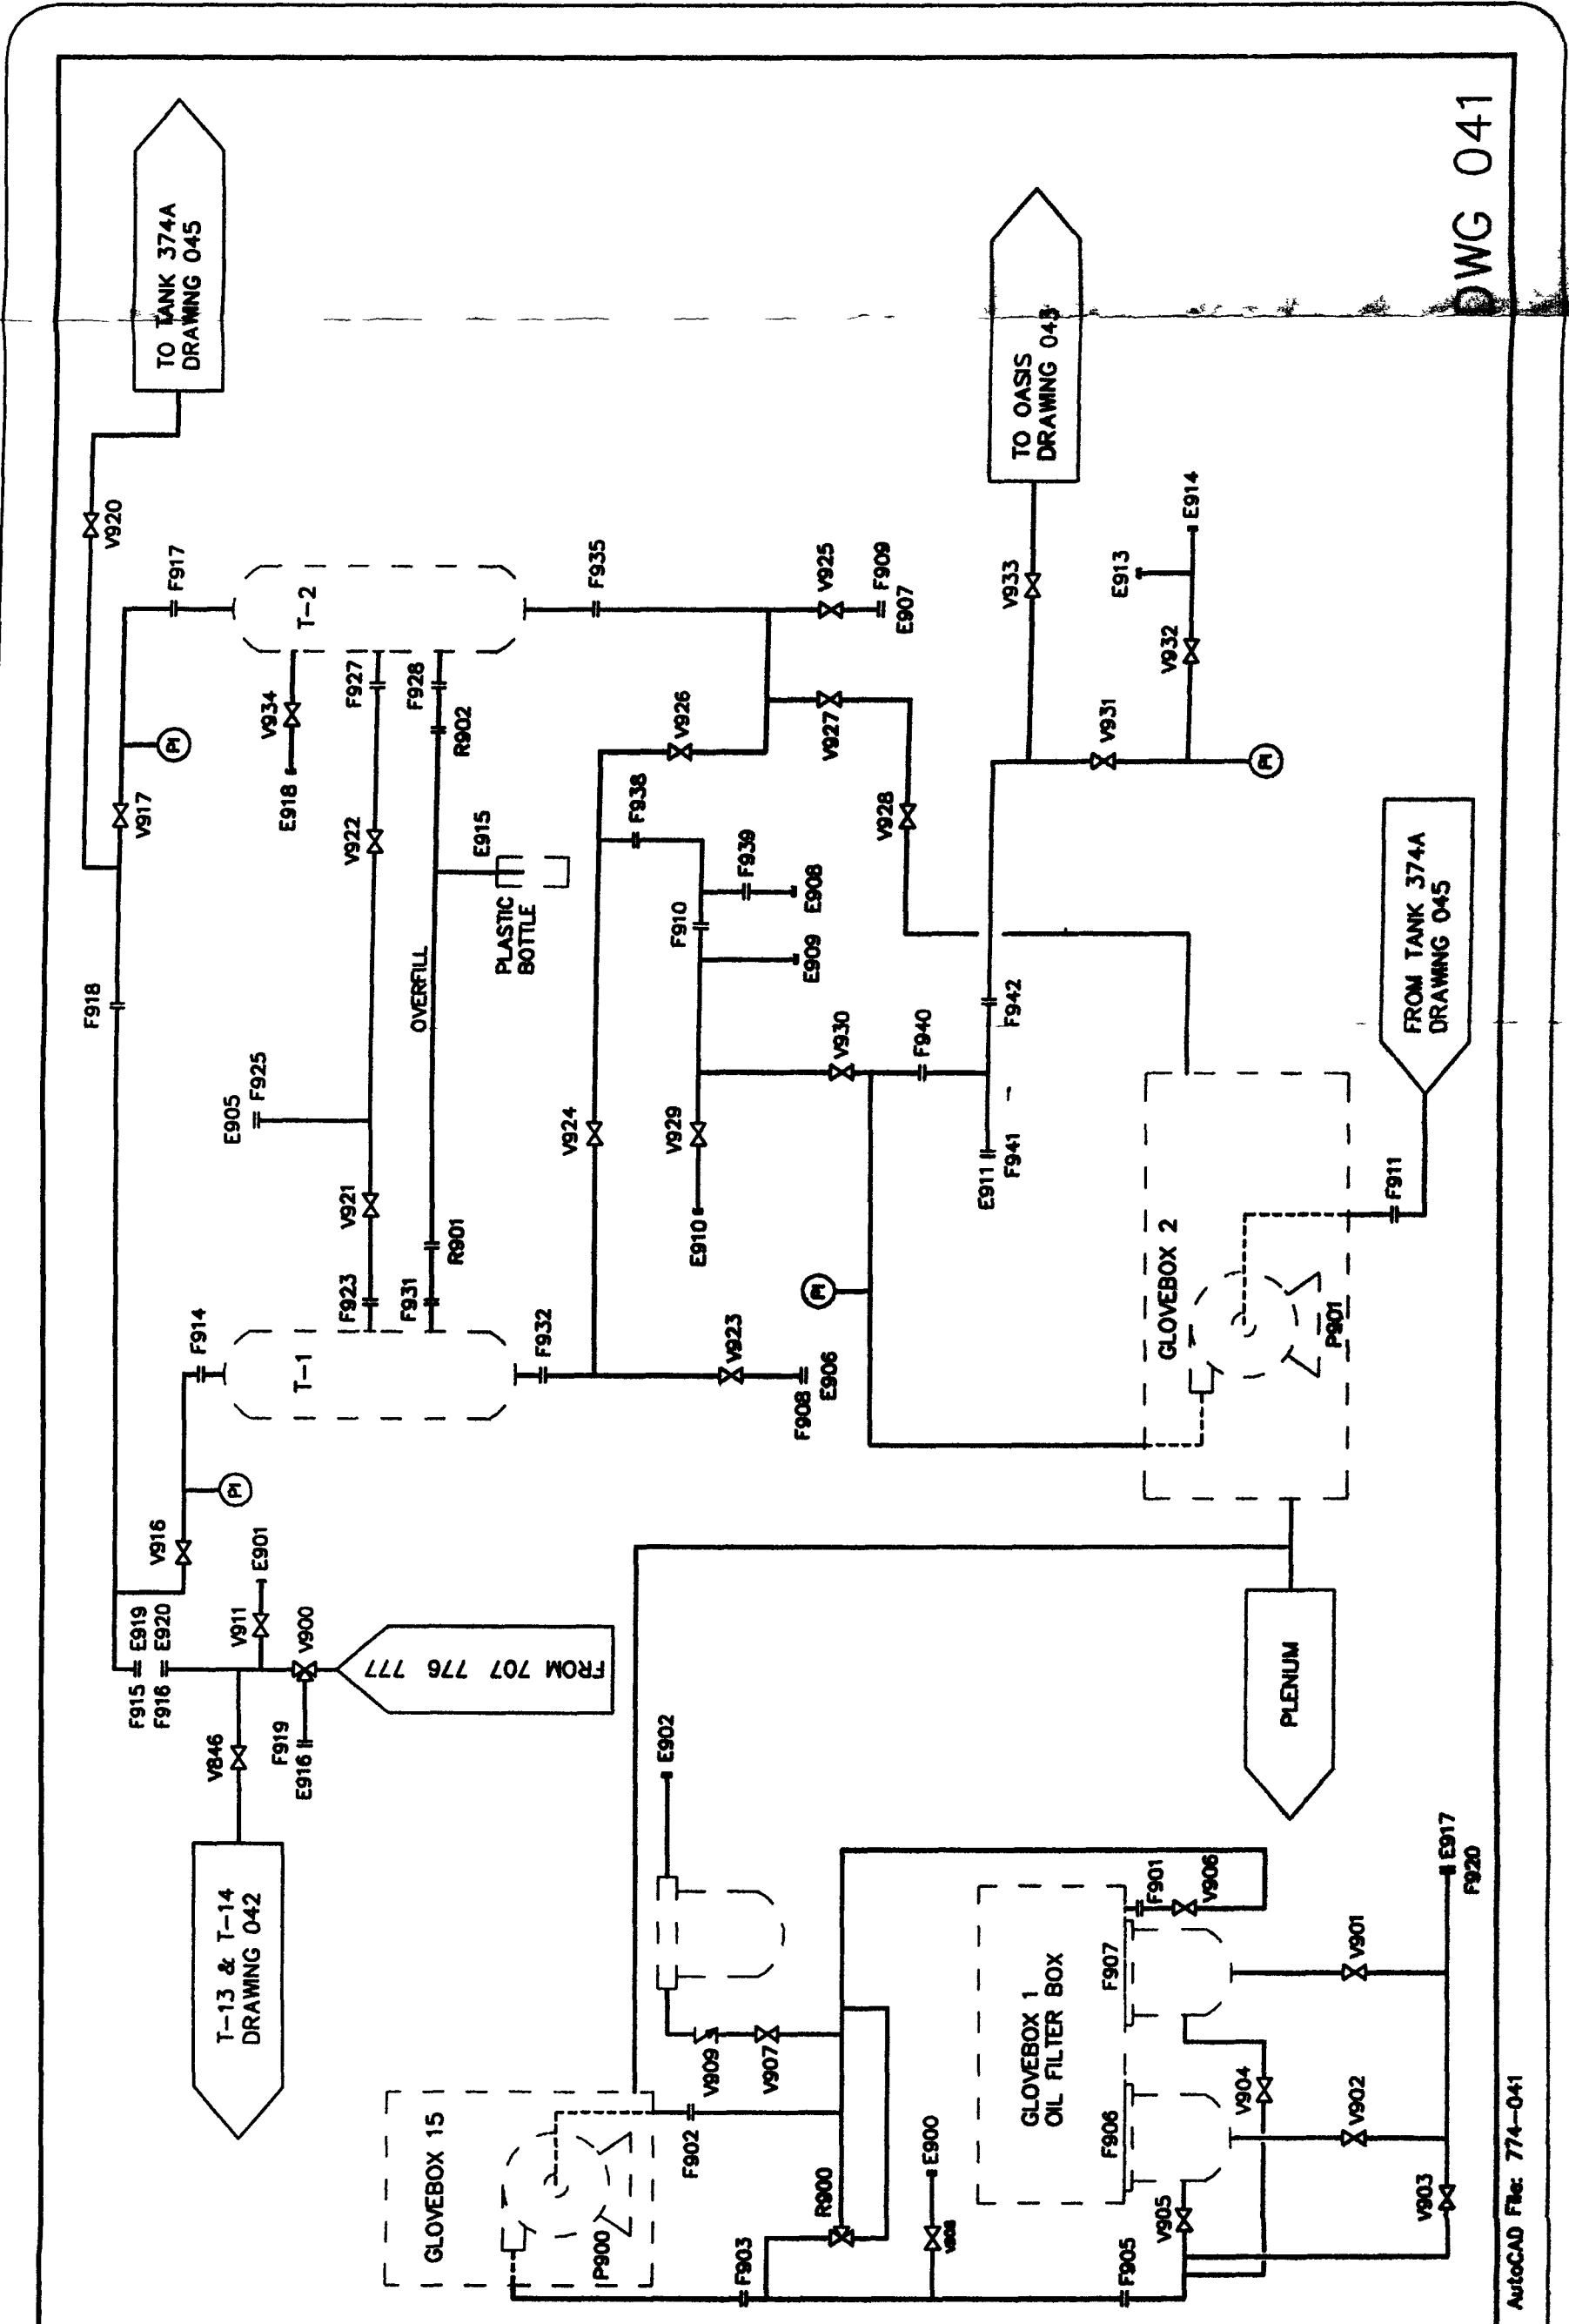 T-13 & T-14
DRAWING 042
V846
F915 E919
F916 E920
V911
E901
V900
F919
E916
FROM 707 776 777
V916
PI
F914
T-1
F918
V917
PI
V920
F917
T-2
TO TANK 374A
DRAWING 045
F923
V921
E905
F925
V922
F927
V934
E918
F931
R901
OVERFILL
R902
F928
PLASTIC
BOTTLE
E915
F932
V924
V926
F935
V923
F908
E906
F938
F939
F910
E908
E909
V929
E910
V930
V927
V925
F909
E907
V928
F940
PI
E911
F941
F942
V933
TO OASIS
DRAWING 043
V931
V932
E913
E914
PI
GLOVEBOX 2
P901
F911
FROM TANK 374A
DRAWING 045
PLENUM
GLOVEBOX 15
P900
F902
F903
V909
V907
E902
R900
E900
V908
F905
GLOVEBOX 1
OIL FILTER BOX
F906
F907
F901
V906
V905
V904
V901
V902
V903
E917
F920
AutoCAD File: 774-041
DWG 041